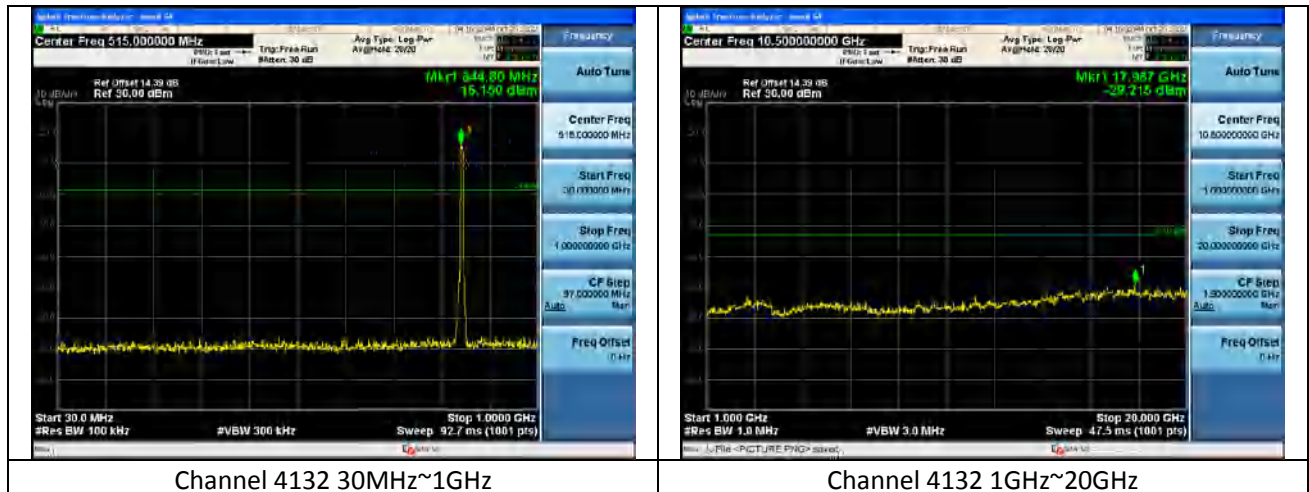 Center Freq 515.000000 MHz
Trig: Free Run
#Atten: 30 dB
Avg Type: Log-Pwr
Avg|Hold: 20/20
Frequency
Ref Offset 14.39 dB
Ref 30.00 dBm
10 dB/div
Log
Mkr1 844.80 MHz
15.150 dBm
Auto Tune
Center Freq
515.000000 MHz
Start Freq
30.000000 MHz
Stop Freq
1.000000000 GHz
CF Step
97.000000 MHz
Auto Man
Freq Offset
0 Hz
Start 30.0 MHz
Stop 1.0000 GHz
#Res BW 100 kHz
#VBW 300 kHz
Sweep 92.7 ms (1001 pts)
Channel 4132 30MHz~1GHz
Center Freq 10.500000000 GHz
Trig: Free Run
#Atten: 30 dB
Avg Type: Log-Pwr
Avg|Hold: 20/20
Frequency
Ref Offset 14.39 dB
Ref 30.00 dBm
10 dB/div
Log
Mkr1 17.987 GHz
-29.215 dBm
1
Auto Tune
Center Freq
10.500000000 GHz
Start Freq
1.000000000 GHz
Stop Freq
20.000000000 GHz
CF Step
1.900000000 GHz
Auto Man
Freq Offset
0 Hz
Start 1.000 GHz
Stop 20.000 GHz
#Res BW 1.0 MHz
#VBW 3.0 MHz
Sweep 47.5 ms (1001 pts)
File <PICTURE.PNG> saved
Channel 4132 1GHz~20GHz